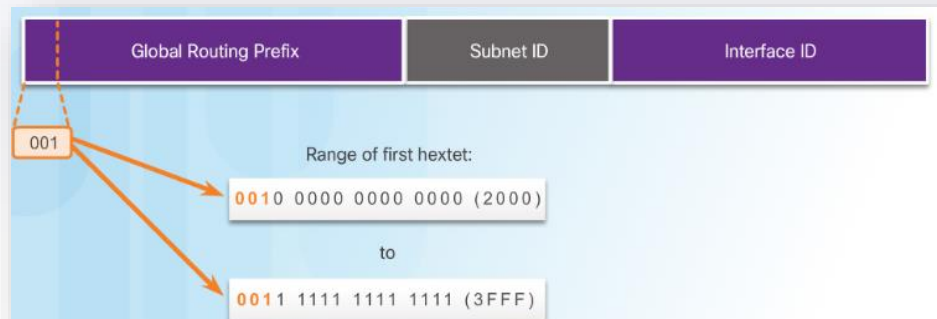 Global Routing Prefix Subnet ID Interface ID
001
Range of first hextet:
0010 0000 0000 0000 (2000)
to
0011 1111 1111 1111 (3FFF)